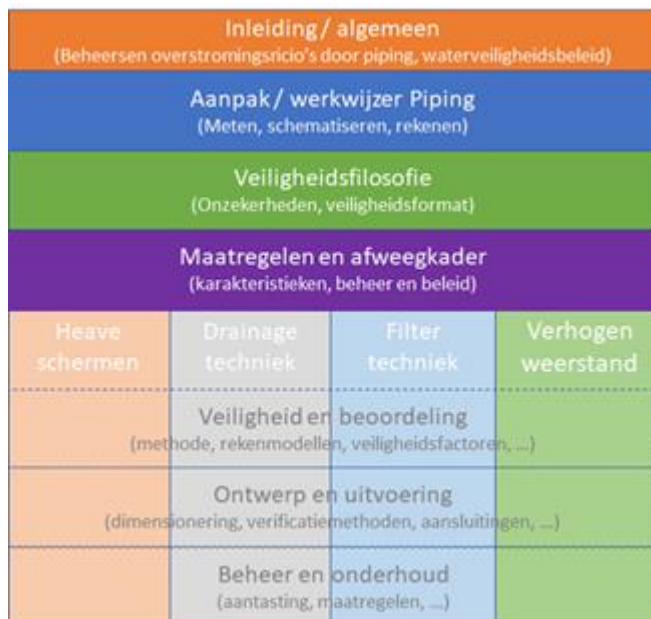 Inleiding / algemeen
(Beheersen overstromingsricio's door piping, waterveiligheidsbeleid)
Aanpak / werkwijzer Piping
(Meten, schematiseren, rekenen)
Veiligheidsfilosofie
(Onzekerheden, veiligheidsformat)
Maatregelen en afweegkader
(karakteristieken, beheer en beleid)
Heave schermen
Drainage techniek
Filter techniek
Verhogen weerstand
Veiligheid en beoordeling
(methode, rekenmodellen, veiligheidsfactoren, ...)
Ontwerp en uitvoering
(dimensionering, verificatiemethoden, aansluitingen, ...)
Beheer en onderhoud
(aantasting, maatregelen, ...)